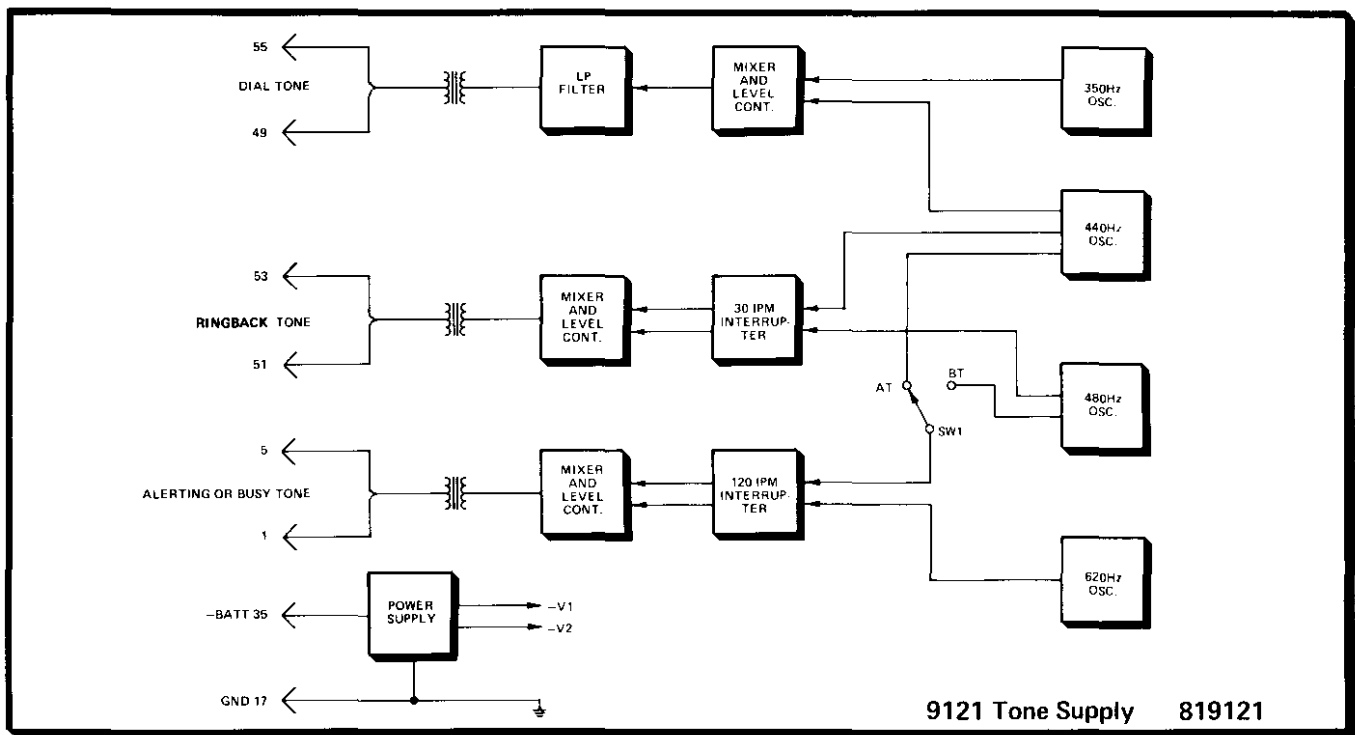 55
DIAL TONE
49
LP
FILTER
MIXER
AND
LEVEL
CONT.
350Hz
OSC.
440Hz
OSC.
53
RINGBACK TONE
51
MIXER
AND
LEVEL
CONT.
30 IPM
INTERRUP-
TER
AT
BT
SW1
480Hz
OSC.
5
ALERTING OR BUSY TONE
1
MIXER
AND
LEVEL
CONT.
120 IPM
INTERRUP-
TER
620Hz
OSC.
-BATT 35
POWER
SUPPLY
-V1
-V2
GND 17
9121 Tone Supply 819121